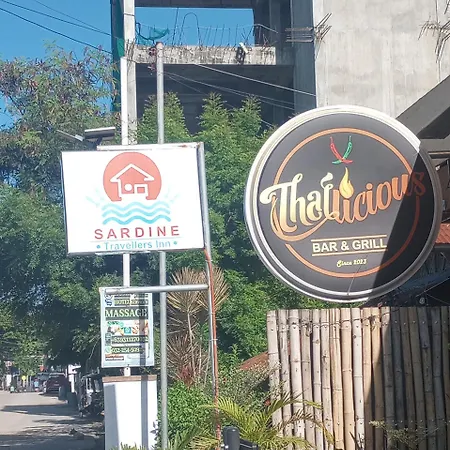 SARDINE
Travellers Inn
Thailicious
BAR & GRILL
Since 2023
MASSAGE